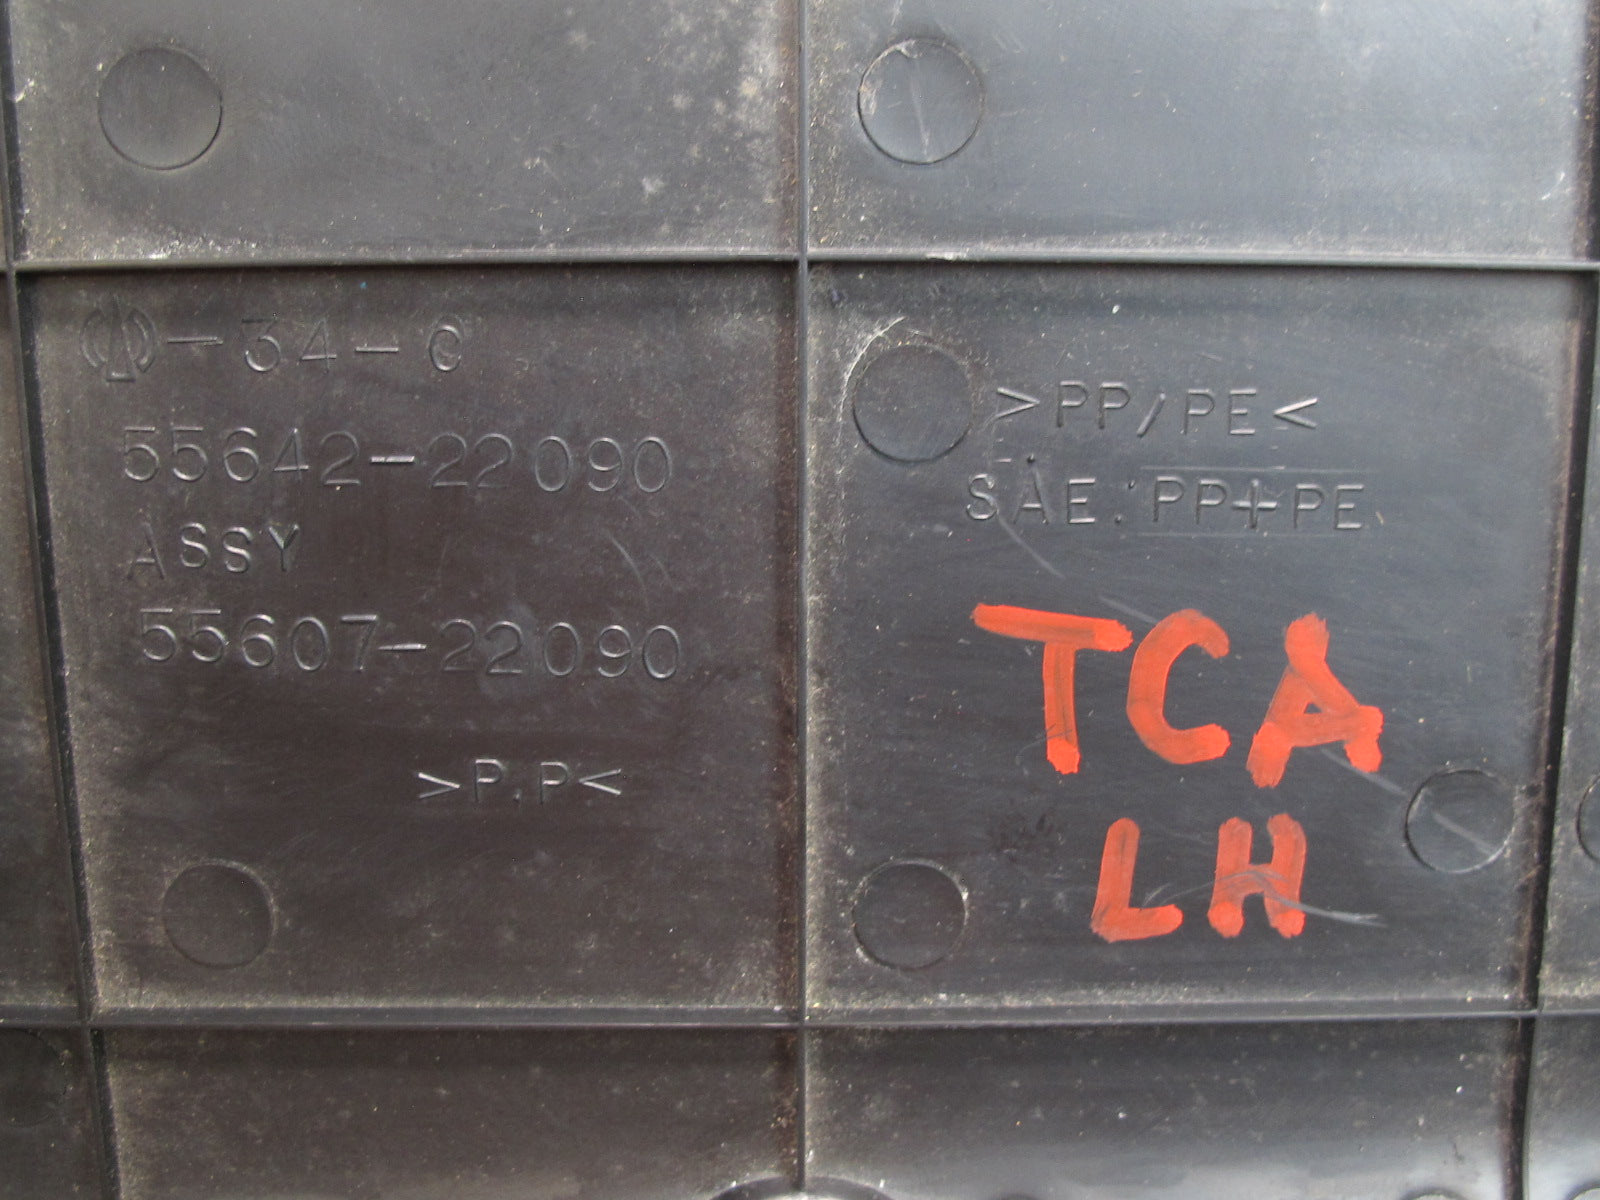 -34-C
55642-22090
ASSY
55607-22090
>P.P<
>PP/PE<
SAE: PP+PE
TCA
LH